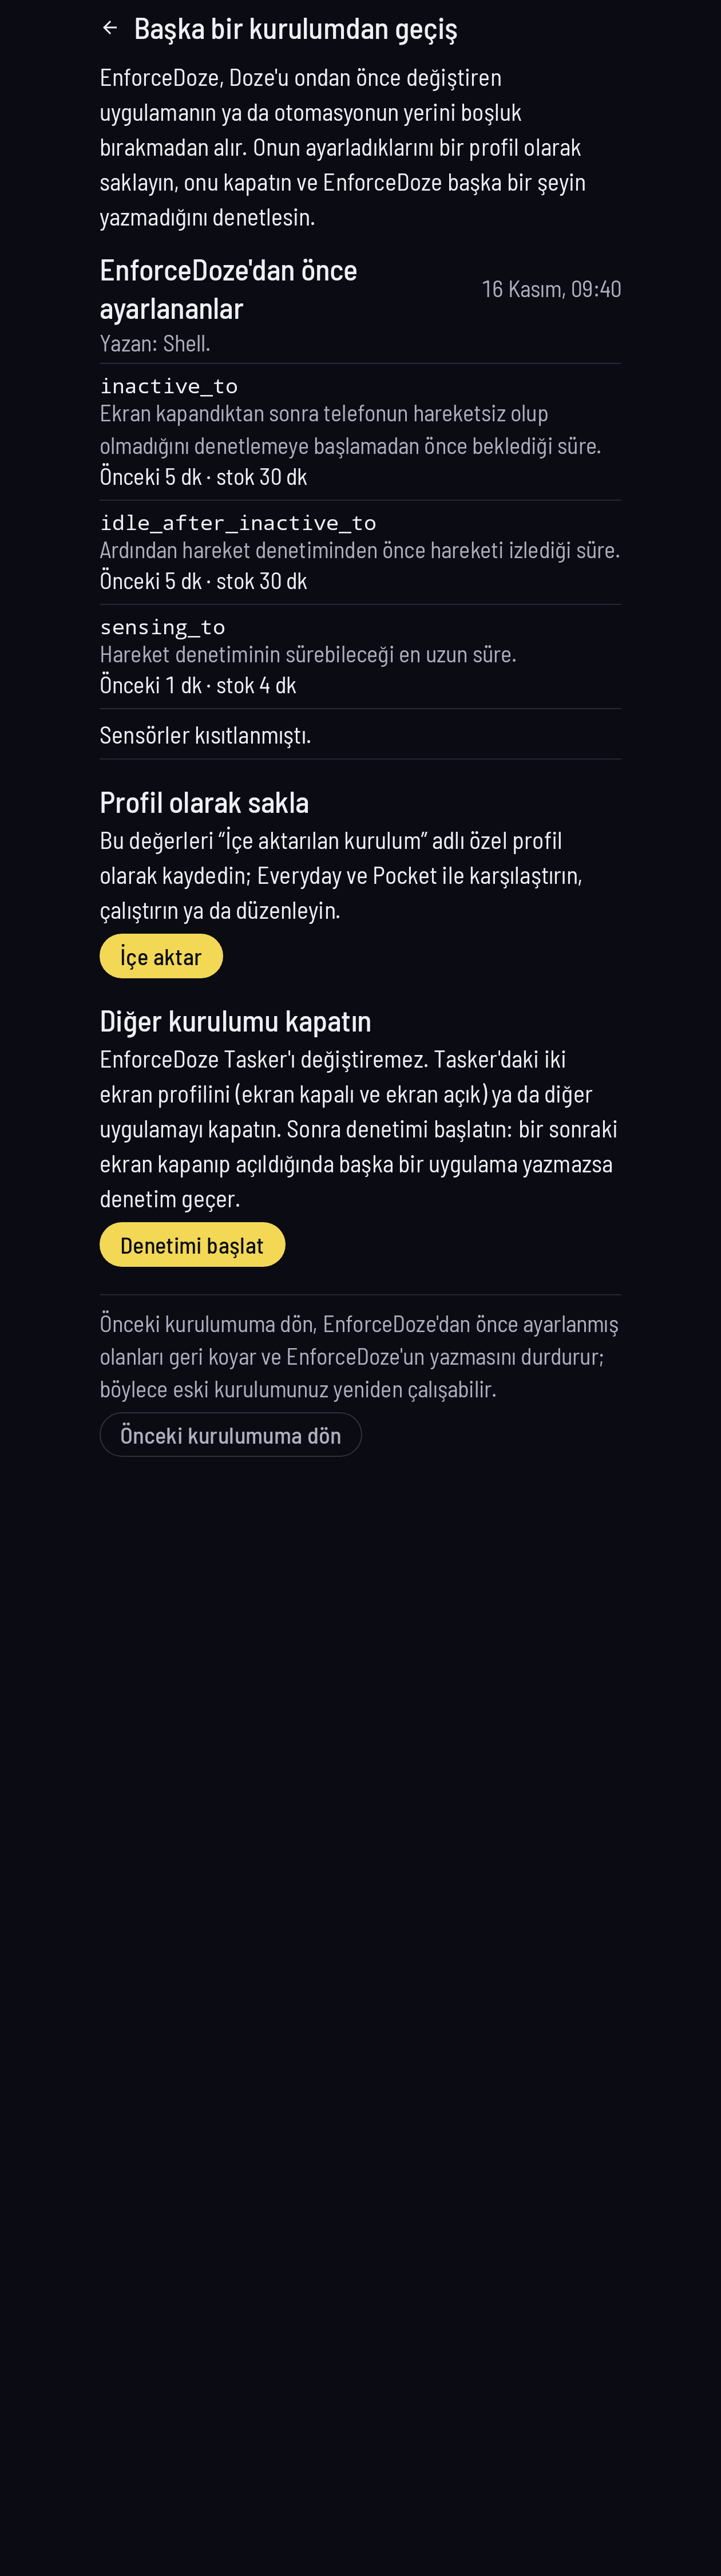 Başka bir kurulumdan geçiş
EnforceDoze, Doze'u ondan önce değiştiren
uygulamanın ya da otomasyonun yerini boşluk
bırakmadan alır. Onun ayarladıklarını bir profil olarak
saklayın, onu kapatın ve EnforceDoze başka bir şeyin
yazmadığını denetlesin.
EnforceDoze'dan önce
ayarlananlar
16 Kasım, 09:40
Yazan: Shell.
inactive_to
Ekran kapandıktan sonra telefonun hareketsiz olup
olmadığını denetlemeye başlamadan önce beklediği süre.
Önceki 5 dk · stok 30 dk
idle_after_inactive_to
Ardından hareket denetiminden önce hareketi izlediği süre.
Önceki 5 dk · stok 30 dk
sensing_to
Hareket denetiminin sürebileceği en uzun süre.
Önceki 1 dk · stok 4 dk
Sensörler kısıtlanmıştı.
Profil olarak sakla
Bu değerleri “İçe aktarılan kurulum” adlı özel profil
olarak kaydedin; Everyday ve Pocket ile karşılaştırın,
çalıştırın ya da düzenleyin.
İçe aktar
Diğer kurulumu kapatın
EnforceDoze Tasker'ı değiştiremez. Tasker'daki iki
ekran profilini (ekran kapalı ve ekran açık) ya da diğer
uygulamayı kapatın. Sonra denetimi başlatın: bir sonraki
ekran kapanıp açıldığında başka bir uygulama yazmazsa
denetim geçer.
Denetimi başlat
Önceki kurulumuma dön, EnforceDoze'dan önce ayarlanmış
olanları geri koyar ve EnforceDoze'un yazmasını durdurur;
böylece eski kurulumunuz yeniden çalışabilir.
Önceki kurulumuma dön